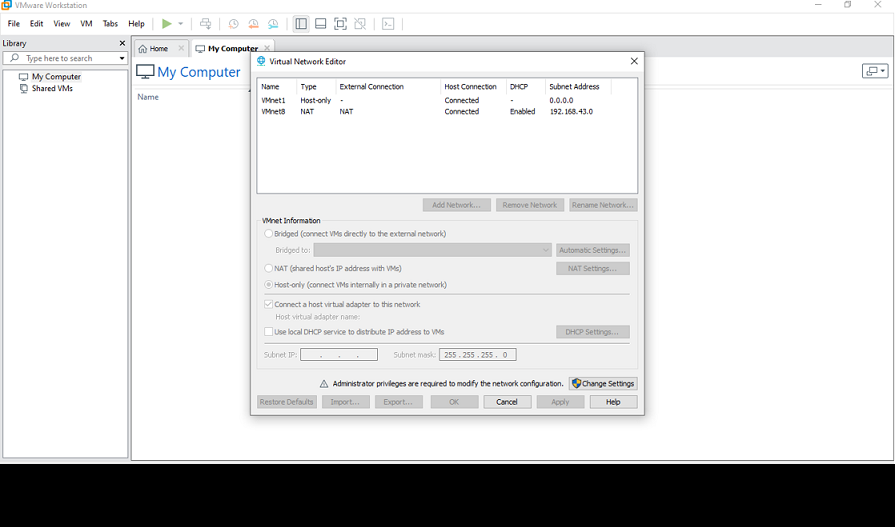 VMware Workstation
File Edit View VM Tabs Help
Library
Type here to search
My Computer
Shared VMs
Home
My Computer
My Computer
Name
Virtual Network Editor
Name Type External Connection Host Connection DHCP Subnet Address
VMnet1 Host-only - Connected - 0.0.0.0
VMnet8 NAT NAT Connected Enabled 192.168.43.0
Add Network... Remove Network Rename Network...
VMnet Information
Bridged (connect VMs directly to the external network)
Bridged to: Automatic Settings...
NAT (shared host's IP address with VMs) NAT Settings...
Host-only (connect VMs internally in a private network)
Connect a host virtual adapter to this network
Host virtual adapter name:
Use local DHCP service to distribute IP address to VMs DHCP Settings...
Subnet IP: . . . Subnet mask: 255 . 255 . 255 . 0
Administrator privileges are required to modify the network configuration. Change Settings
Restore Defaults Import... Export... OK Cancel Apply Help